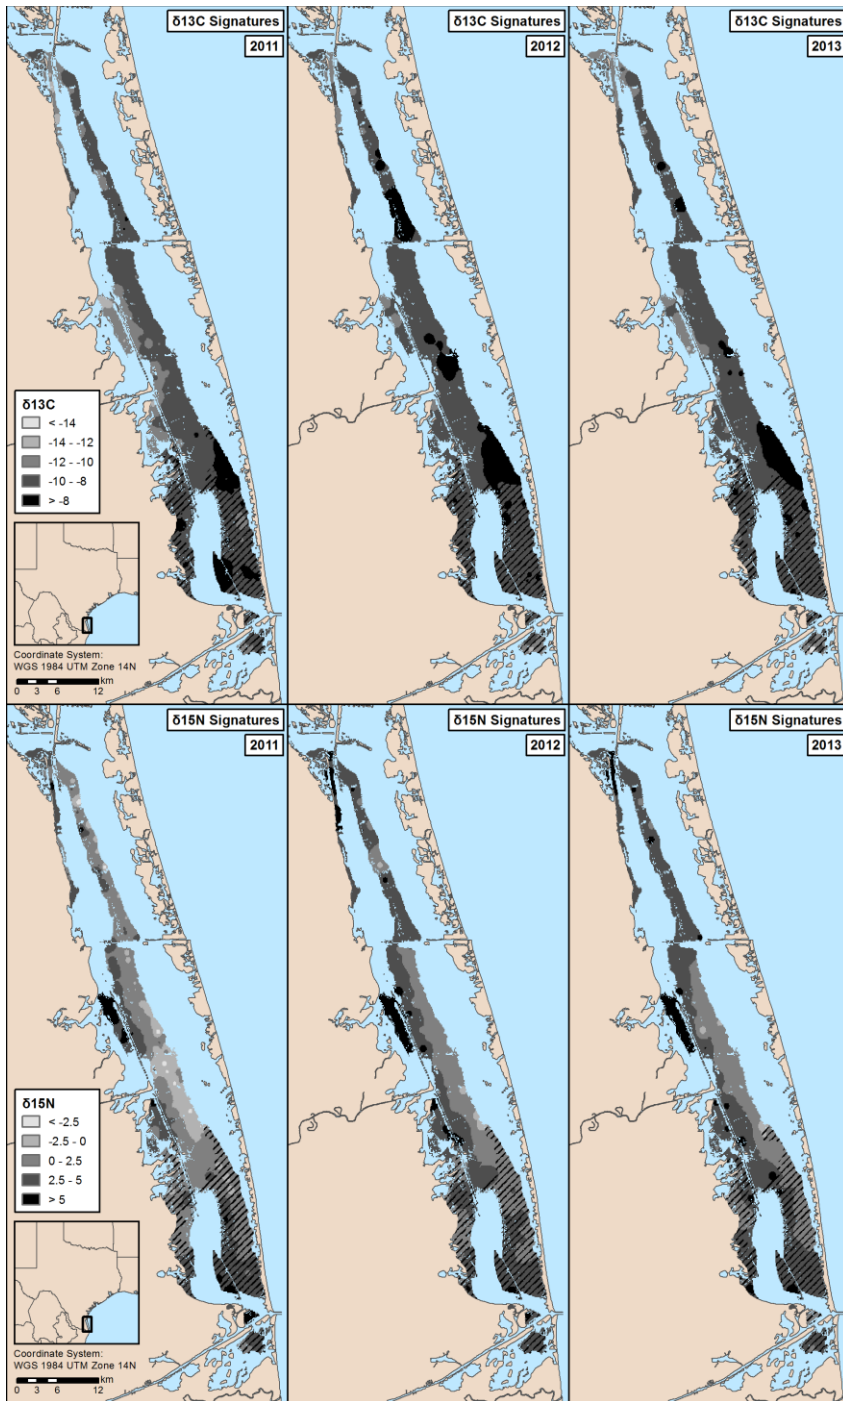 δ13C Signatures
2011
δ13C Signatures
2012
δ13C Signatures
2013
δ13C
< -14
-14 - -12
-12 - -10
-10 - -8
> -8
Coordinate System:
WGS 1984 UTM Zone 14N
km
0 3 6 12
δ15N Signatures
2011
δ15N Signatures
2012
δ15N Signatures
2013
δ15N
< -2.5
-2.5 - 0
0 - 2.5
2.5 - 5
> 5
Coordinate System:
WGS 1984 UTM Zone 14N
km
0 3 6 12